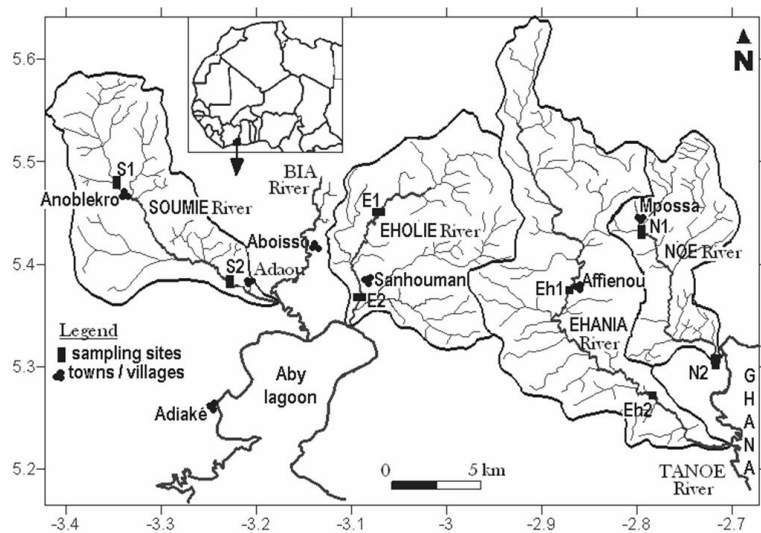 5.6
5.5
5.4
5.3
5.2
-3.4
-3.3
-3.2
-3.1
-3
-2.9
-2.8
-2.7
N
S1
Anoblekro
SOUMIE River
S2
Adaou
BIA
River
Aboisso
E1
EHOLIE River
Sanhouman
E2
Mpossa
N1
NOE River
Eh1
Affienou
EHANIA
River
N2
Eh2
GHANA
TANOE
River
Legend
sampling sites
towns / villages
Adiaké
Aby
lagoon
0 5 km